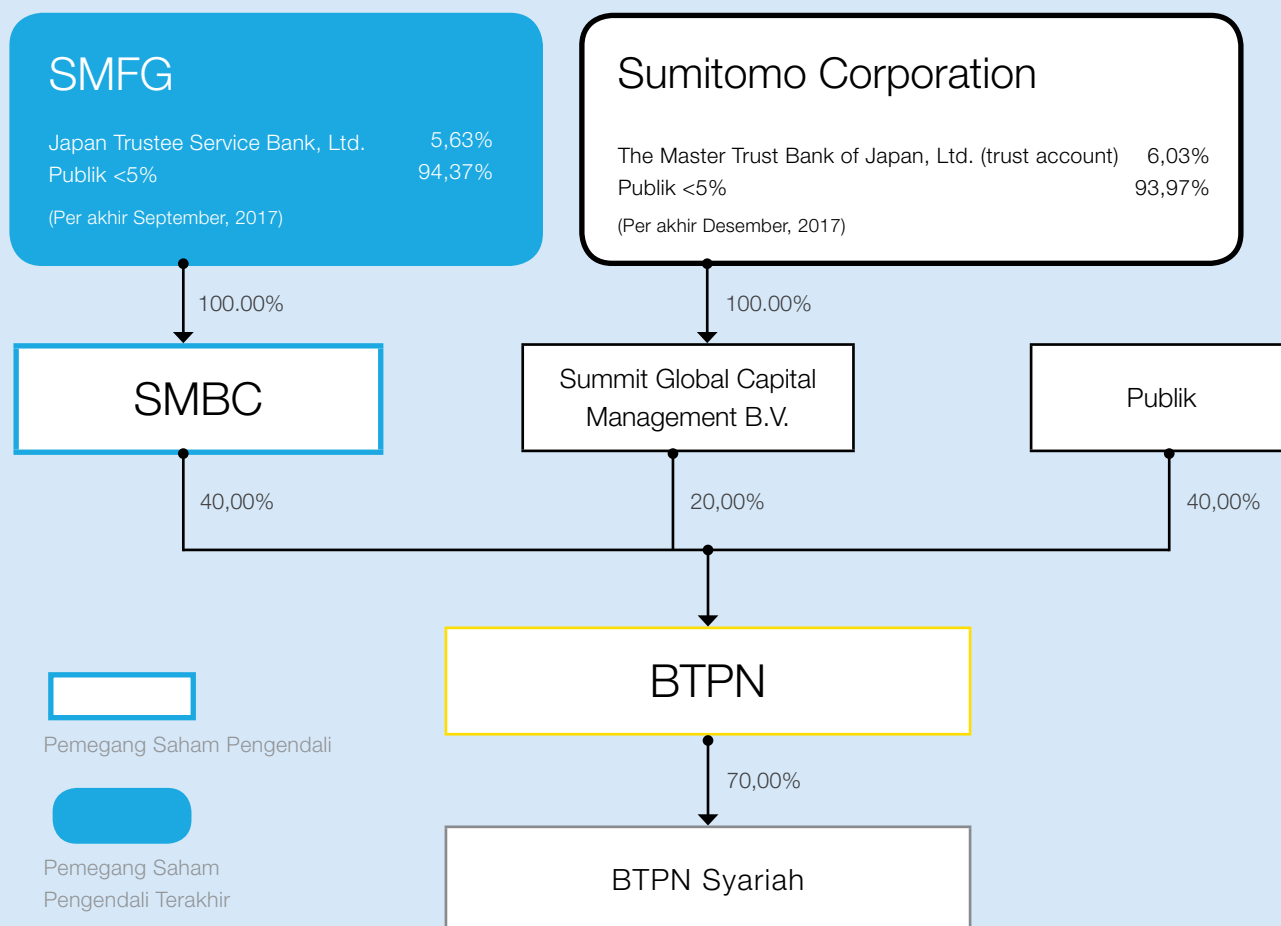 SMFG
Japan Trustee Service Bank, Ltd. 5,63%
Publik <5% 94,37%
(Per akhir September, 2017)
Sumitomo Corporation
The Master Trust Bank of Japan, Ltd. (trust account) 6,03%
Publik <5% 93,97%
(Per akhir Desember, 2017)
100.00%
100.00%
SMBC
Summit Global Capital
Management B.V.
Publik
40,00%
20,00%
40,00%
BTPN
Pemegang Saham Pengendali
70,00%
Pemegang Saham
Pengendali Terakhir
BTPN Syariah